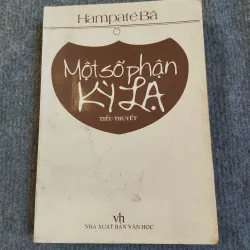 Hampaté Bâ
Một số phận
KỲ LẠ
TIỂU THUYẾT
vh
NHÀ XUẤT BẢN VĂN HỌC